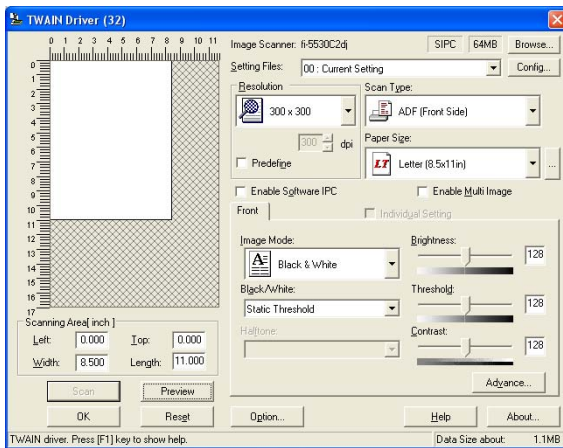 TWAIN Driver (32)
0 1 2 3 4 5 6 7 8 9 10 11
0
1
2
3
4
5
6
7
8
9
10
11
12
13
14
15
16
17
Image Scanner: fi-5530C2dj SIPC 64MB Browse...
Setting Files: 00 : Current Setting Config...
Resolution
300 x 300
300 dpi
Predefine
Scan Type:
ADF (Front Side)
Paper Size:
LT Letter (8.5x11in) ...
Enable Software IPC Enable Multi Image
Front Individual Setting
Image Mode:
Black & White
Black/White:
Static Threshold
Halftone:
Brightness:
128
Threshold:
128
Contrast:
128
Advance...
Scanning Area[ inch ]
Left: 0.000 Top: 0.000
Width: 8.500 Length: 11.000
Scan Preview
OK Reset Option... Help About...
TWAIN driver. Press [F1] key to show help. Data Size about: 1.1MB